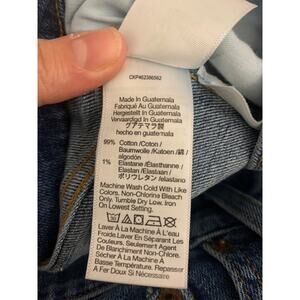 CXP402386562
Made In Guatemala
Fabriqué Au Guatemala
Hergestellt In Guatemala
Vervaardigd In Guatemala
グアテマラ製
hecho en guatemala
99% Cotton /Coton/
Baumwolle /Katoen/綿/
algodón
1% Elastane /Élasthanne /
Elastan /Elastaan/
ポリウレタン /elastano
Machine Wash Cold With Like
Colors. Non-Chlorine Bleach
Only. Tumble Dry Low. Iron
On Lowest Setting.
Laver À La Machine À L'eau
Froide Laver En Séparant Les
Couleurs. Seulement Agent
De Blanchiment Non-Chlore.
Sécher À La Machine À
Basse Température. Repasser
A Fer Doux Si Nécessaire